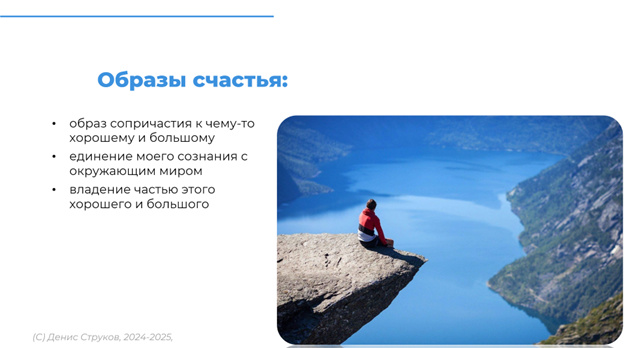 Образы счастья:
• образ сопричастия к чему-то
хорошему и большому
• единение моего сознания с
окружающим миром
• владение частью этого
хорошего и большого
(С) Денис Струков, 2024-2025,